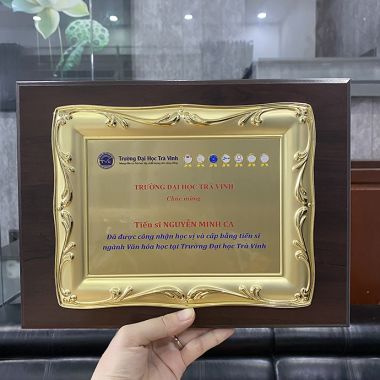 Trường Đại Học Trà Vinh
TRƯỜNG ĐẠI HỌC TRÀ VINH
Chúc mừng
Tiến sĩ NGUYỄN MINH CA
Đã được công nhận học vị và cấp bằng tiến sĩ
ngành Văn hóa học tại Trường Đại học Trà Vinh